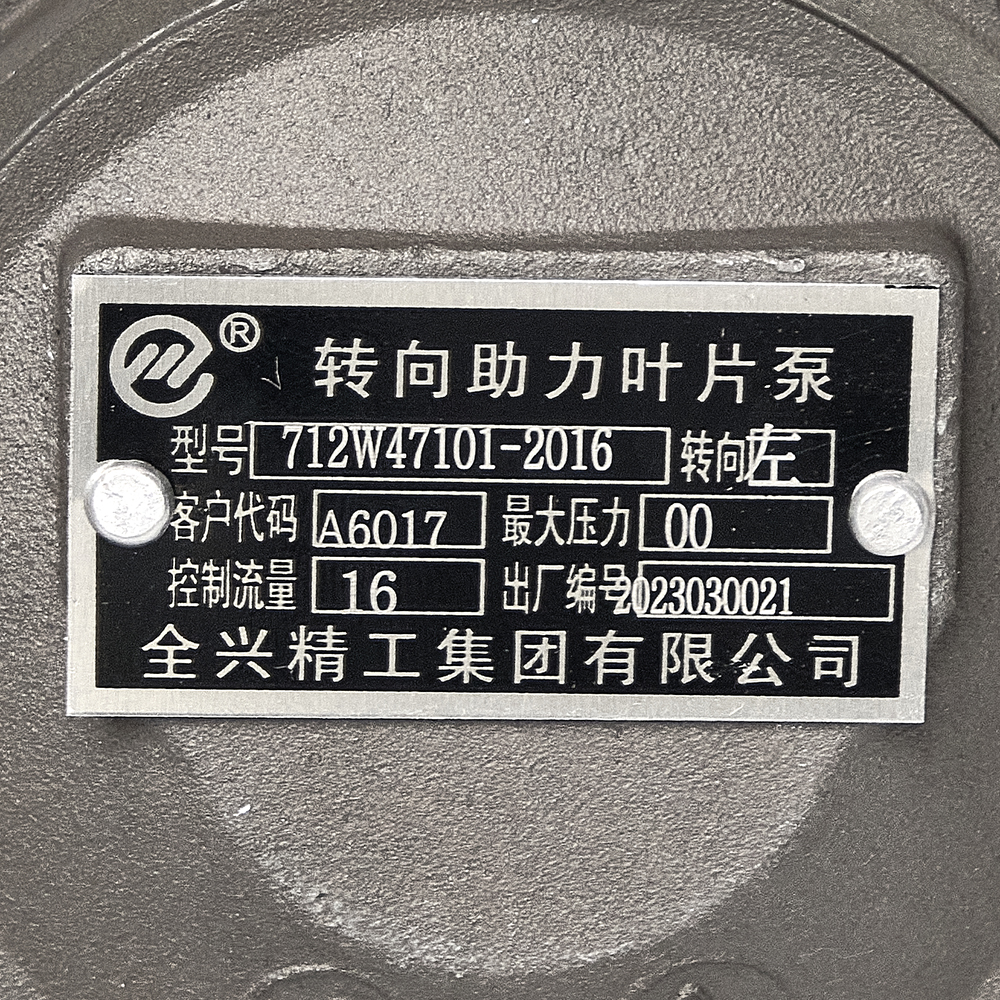 ® 转向助力叶片泵
型号 712W47101-2016 转向 左
客户代码 A6017 最大压力 00
控制流量 16 出厂编号 2023030021
全兴精工集团有限公司